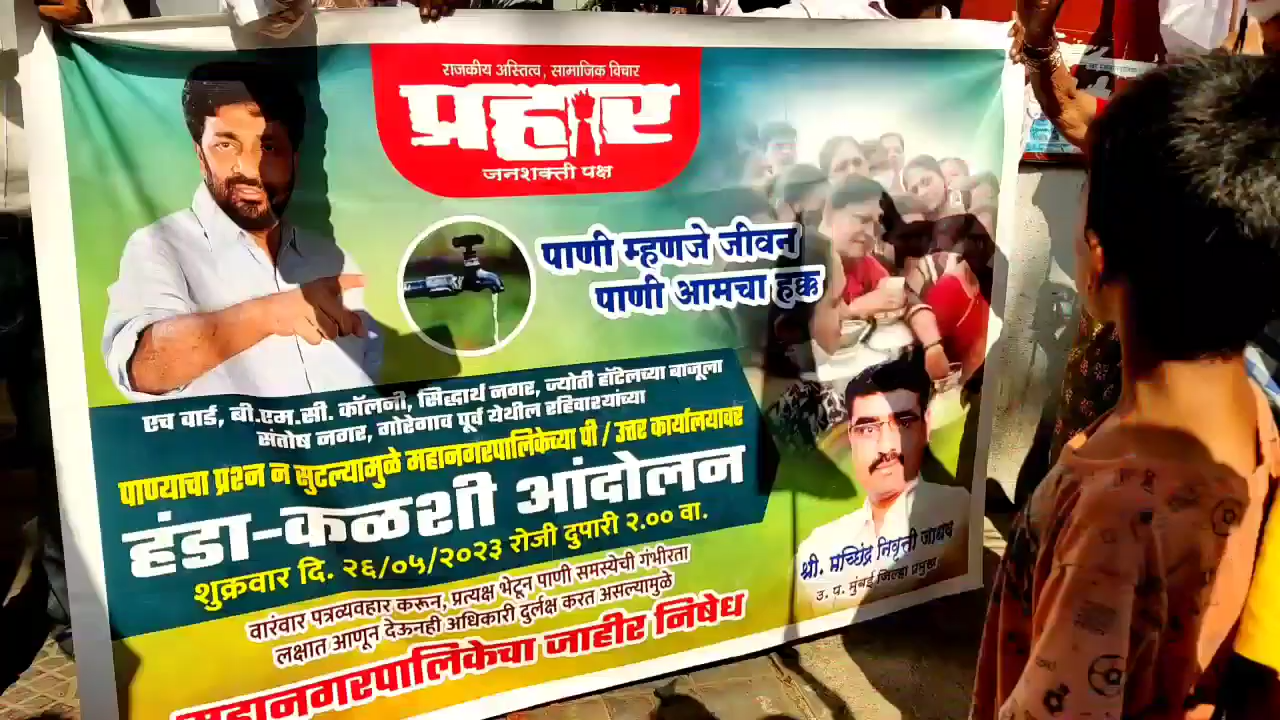 राजकीय अस्तित्व, सामाजिक विचार
प्रहार
जनशक्ती पक्ष
पाणी म्हणजे जीवन
पाणी आमचा हक्क
एच वार्ड, बी.एम.सी. कॉलनी, सिद्धार्थ नगर, ज्योती हॉटेलच्या बाजूला
संतोष नगर, गोरेगाव पूर्व येथील रहिवाश्यांच्या
पाण्याचा प्रश्न न सुटल्यामुळे महानगरपालिकेच्या पी / उत्तर कार्यालयावर
हंडा-कळशी आंदोलन
शुक्रवार दि. २६/०५/२०२३ रोजी दुपारी २.०० वा.
वारंवार पत्रव्यवहार करून, प्रत्यक्ष भेटून पाणी समस्येची गंभीरता
लक्षात आणून देऊनही अधिकारी दुर्लक्ष करत असल्यामुळे
महानगरपालिकेचा जाहीर निषेध
श्री. मच्छिंद्र निवृत्ती जाधव
उ. प. मुंबई जिल्हा प्रमुख